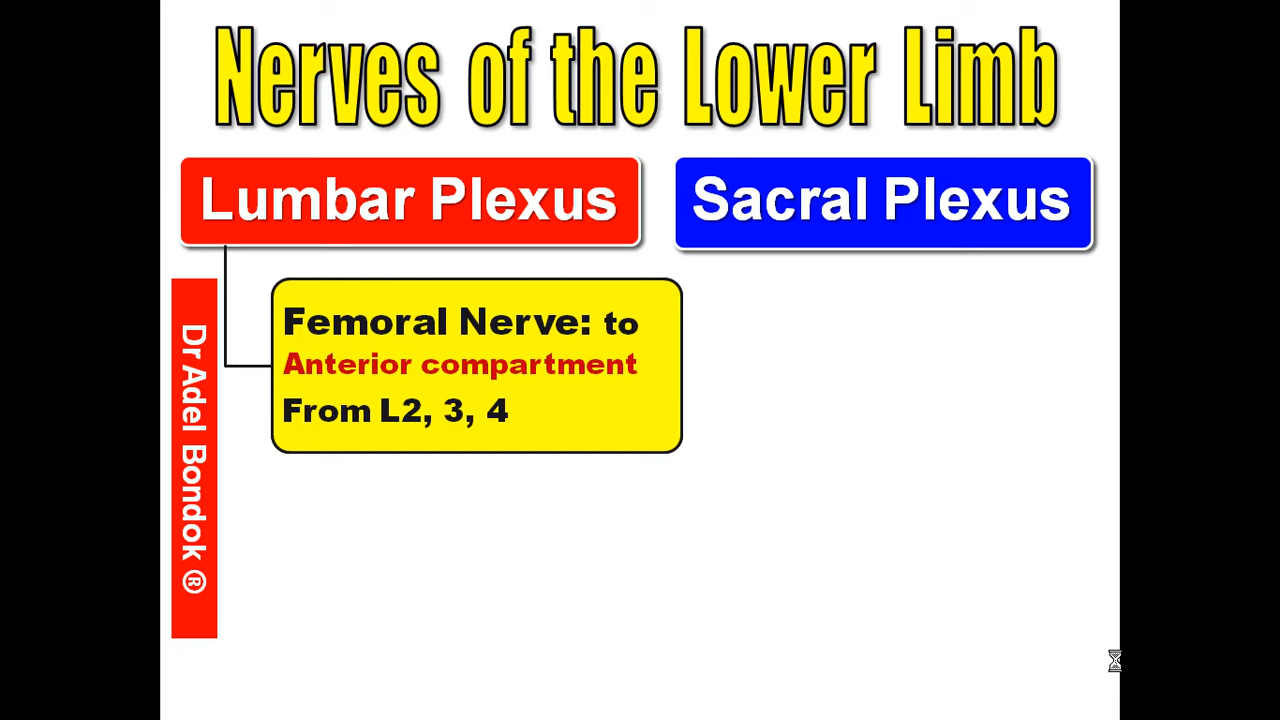 Nerves of the Lower Limb
Lumbar Plexus
Sacral Plexus
Femoral Nerve: to
Anterior compartment
From L2, 3, 4
Dr Adel Bondok ®